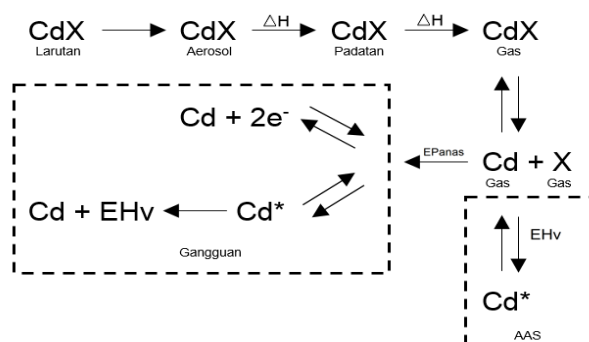 △H △H
CdX CdX CdX CdX
Larutan Aerosol Padatan Gas
Cd + 2e-
EPanas
Cd + X
Gas Gas
Cd + EHv Cd*
Gangguan
EHv
Cd*
AAS